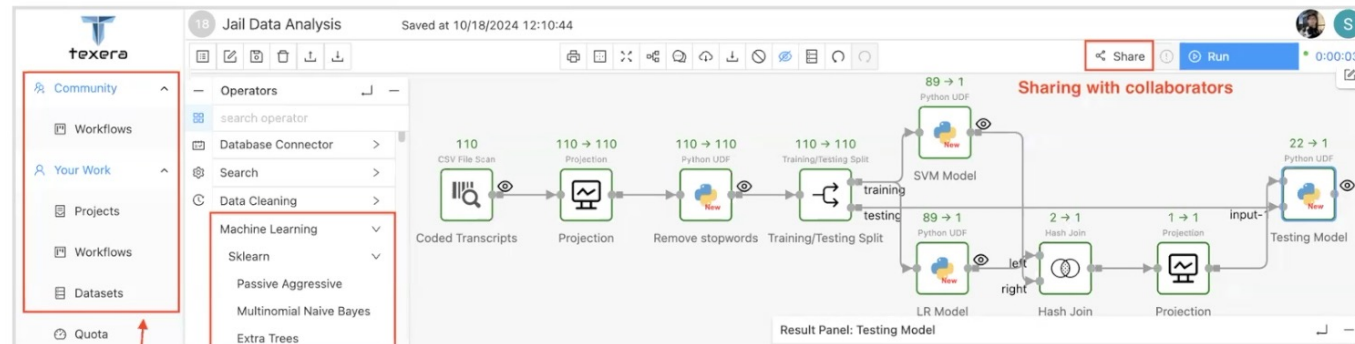 texera
18 Jail Data Analysis Saved at 10/18/2024 12:10:44 S
Share
Run
0:00:03
Sharing with collaborators
Community
Workflows
Your Work
Projects
Workflows
Datasets
Quota
Operators
search operator
Database Connector
Search
Data Cleaning
Machine Learning
Sklearn
Passive Aggressive
Multinomial Naive Bayes
Extra Trees
110
CSV File Scan
Coded Transcripts
110 → 110
Projection
Projection
110 → 110
Python UDF
New
Remove stopwords
110 → 110
Training/Testing Split
training
testing
Training/Testing Split
89 → 1
Python UDF
New
SVM Model
89 → 1
Python UDF
New
LR Model
2 → 1
Hash Join
left
right
Hash Join
1 → 1
Projection
Projection
22 → 1
Python UDF
input-
New
Testing Model
Result Panel: Testing Model